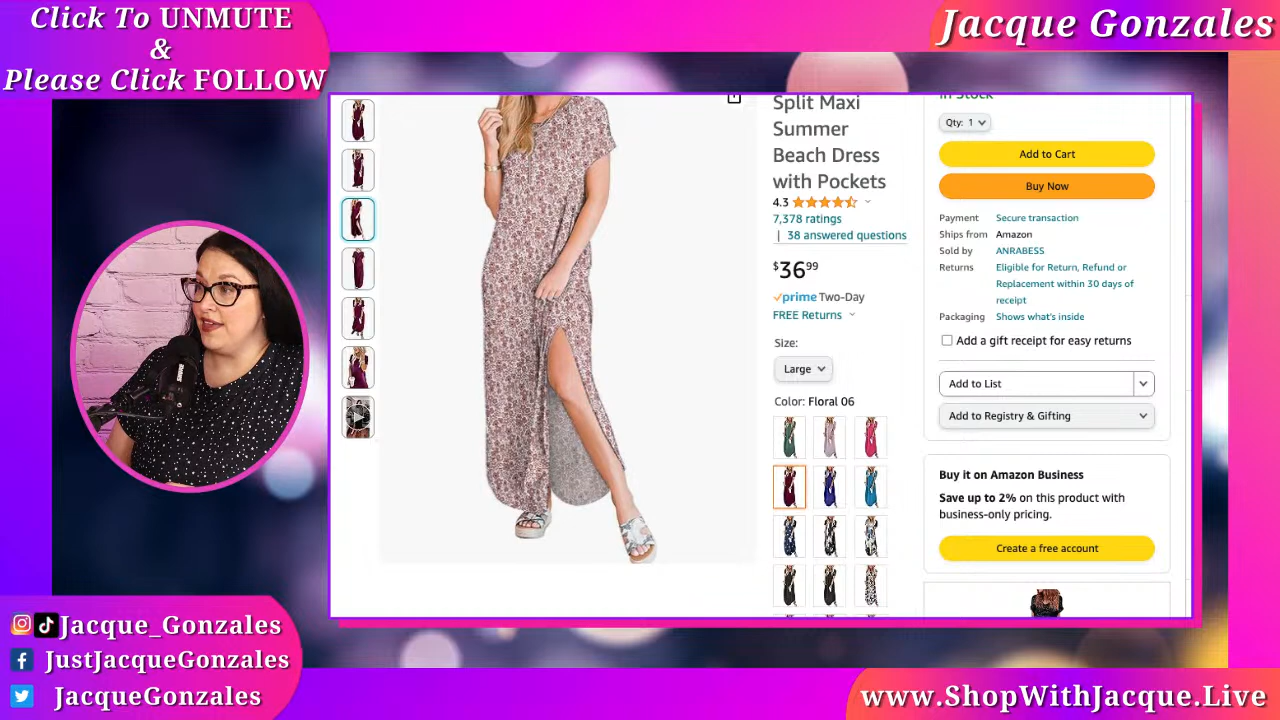 Click To UNMUTE
&
Please Click FOLLOW
Jacque Gonzales
Split Maxi
Summer
Beach Dress
with Pockets
4.3
7,378 ratings
| 38 answered questions
$36.99
prime Two-Day
FREE Returns
Size:
Large
Color: Floral 06
In Stock
Qty: 1
Add to Cart
Buy Now
Payment Secure transaction
Ships from Amazon
Sold by ANRABESS
Returns Eligible for Return, Refund or
Replacement within 30 days of
receipt
Packaging Shows what's inside
Add a gift receipt for easy returns
Add to List
Add to Registry & Gifting
Buy it on Amazon Business
Save up to 2% on this product with
business-only pricing.
Create a free account
Jacque_Gonzales
JustJacqueGonzales
JacqueGonzales
www.ShopWithJacque.Live